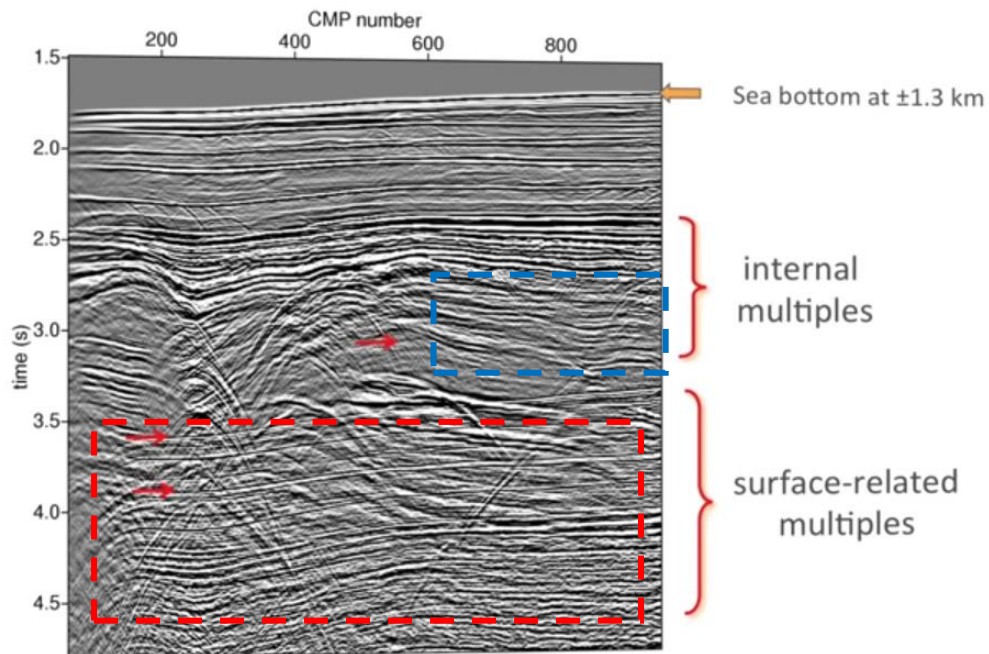 CMP number
200 400 600 800
1.5
Sea bottom at ±1.3 km
2.0
2.5
internal
multiples
3.0
time (s)
3.5
surface-related
multiples
4.0
4.5